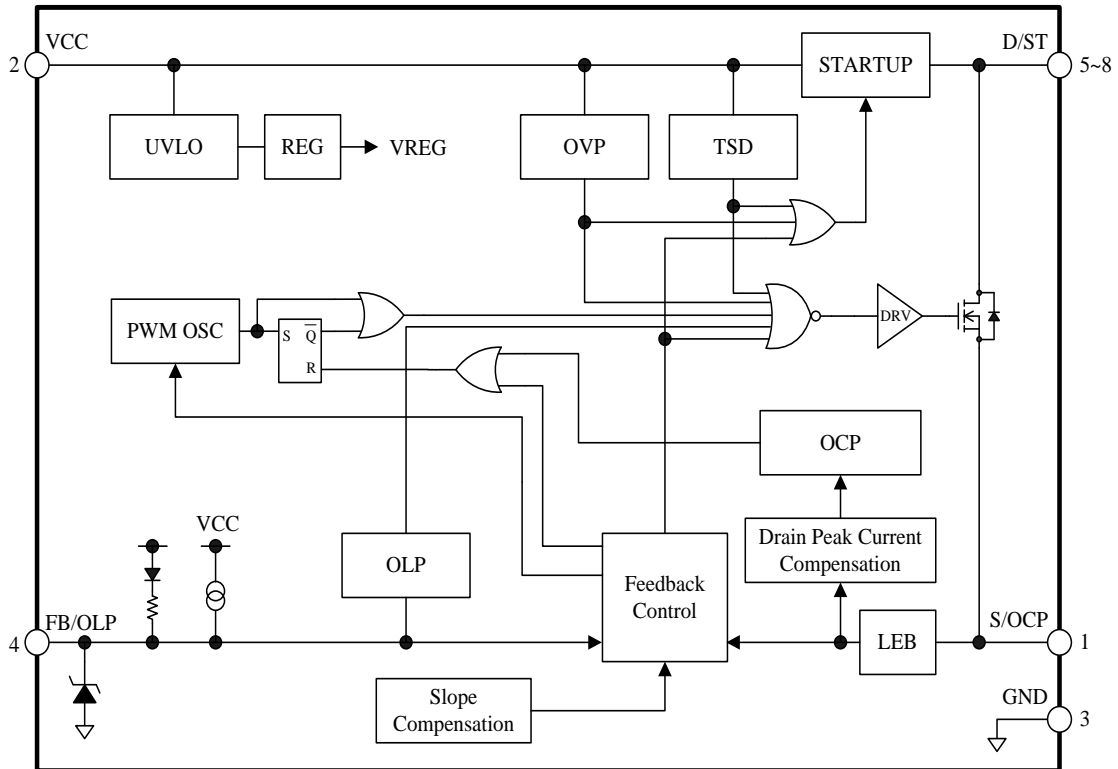 VCC
D/ST
2
STARTUP
5~8
UVLO
REG
VREG
OVP
TSD
PWM OSC
S
Q̅
R
DRV
OCP
VCC
OLP
Feedback
Control
Drain Peak Current
Compensation
FB/OLP
S/OCP
4
LEB
1
Slope
Compensation
GND
3